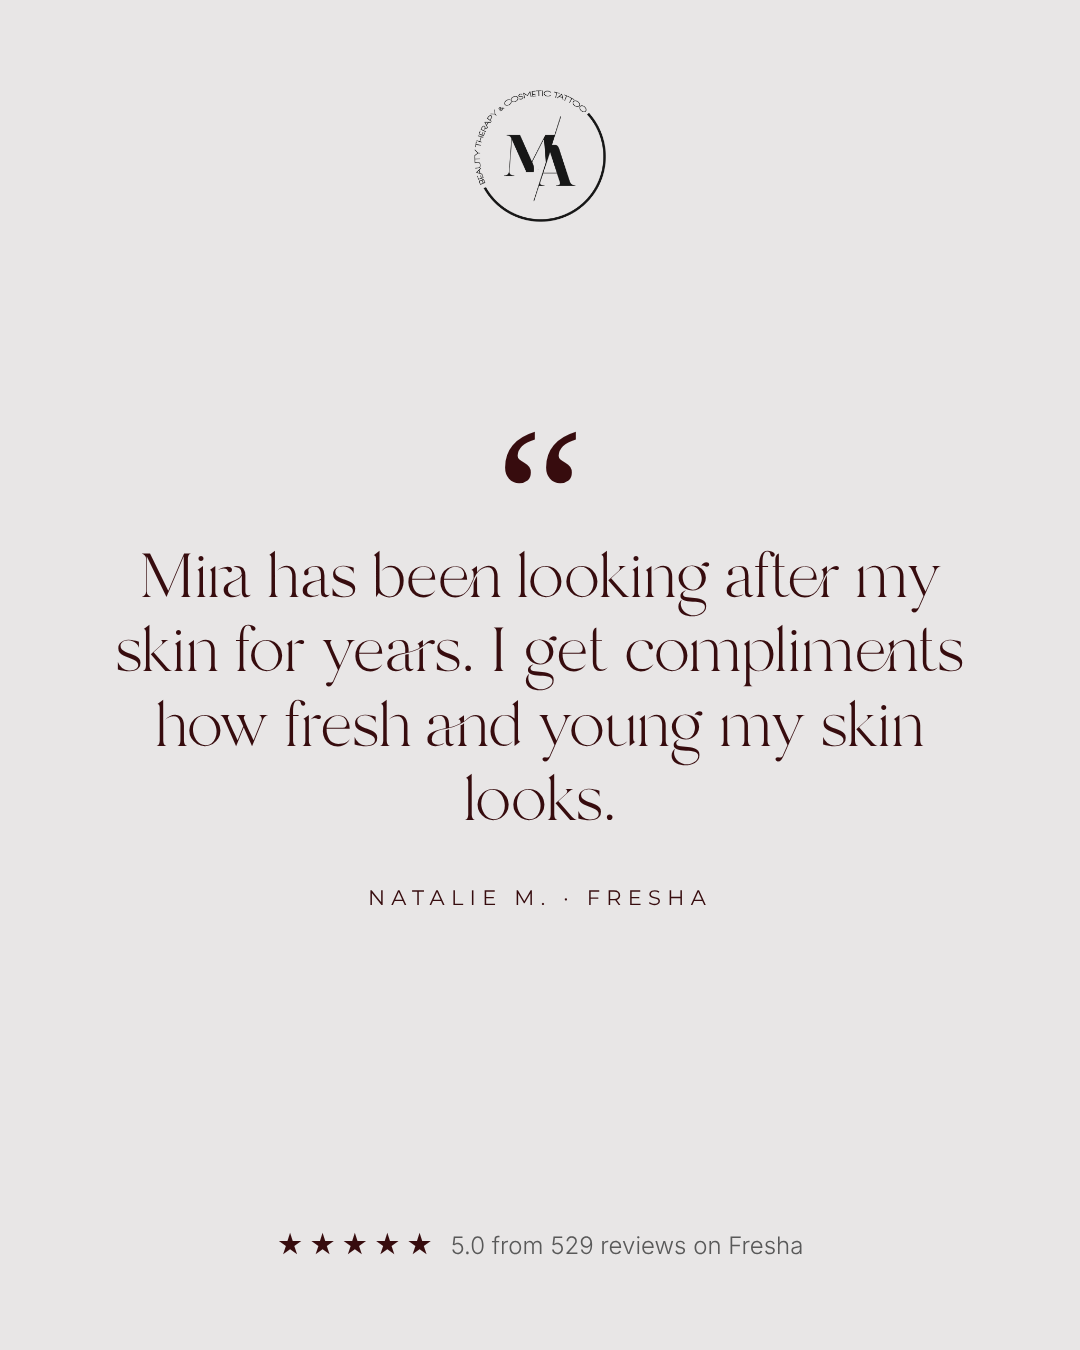 BEAUTY THERAPY & COSMETIC TATTOO
MA
“
Mira has been looking after my
skin for years. I get compliments
how fresh and young my skin
looks.
NATALIE M. · FRESHA
★★★★★ 5.0 from 529 reviews on Fresha